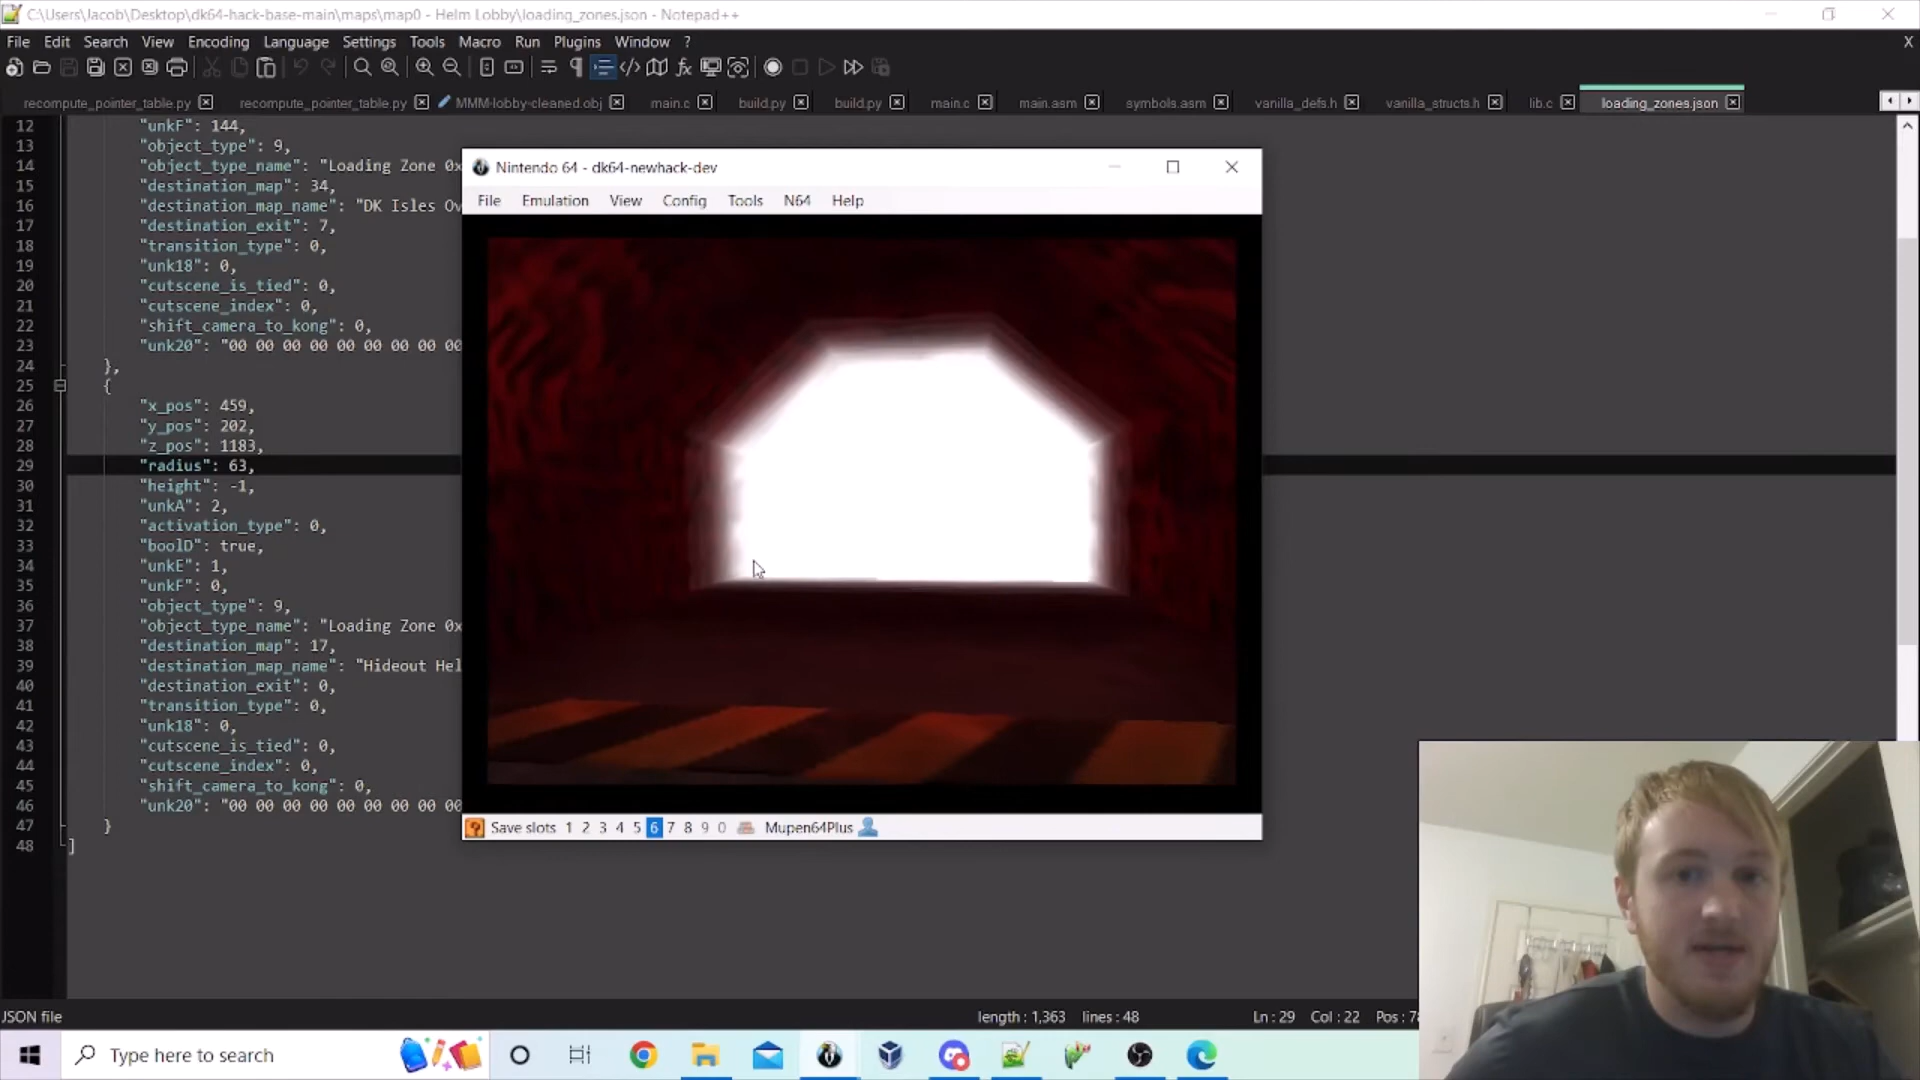 C:\Users\Jacob\Desktop\dk64-hack-base-main\maps\map0 - Helm Lobby\loading_zones.json - Notepad++
File Edit Search View Encoding Language Settings Tools Macro Run Plugins Window ? X
recompute_pointer_table.py recompute_pointer_table.py MMM-lobby-cleaned.obj main.c build.py build.py main.c main.asm symbols.asm vanilla_defs.h vanilla_structs.h lib.c loading_zones.json
12 "unkF": 144,
13 "object_type": 9,
14 "object_type_name": "Loading Zone 0x
15 "destination_map": 34,
16 "destination_map_name": "DK Isles Ov
17 "destination_exit": 7,
18 "transition_type": 0,
19 "unk18": 0,
20 "cutscene_is_tied": 0,
21 "cutscene_index": 0,
22 "shift_camera_to_kong": 0,
23 "unk20": "00 00 00 00 00 00 00 00 00
24 },
25 {
26 "x_pos": 459,
27 "y_pos": 202,
28 "z_pos": 1183,
29 "radius": 63,
30 "height": -1,
31 "unkA": 2,
32 "activation_type": 0,
33 "boolD": true,
34 "unkE": 1,
35 "unkF": 0,
36 "object_type": 9,
37 "object_type_name": "Loading Zone 0x
38 "destination_map": 17,
39 "destination_map_name": "Hideout Hel
40 "destination_exit": 0,
41 "transition_type": 0,
42 "unk18": 0,
43 "cutscene_is_tied": 0,
44 "cutscene_index": 0,
45 "shift_camera_to_kong": 0,
46 "unk20": "00 00 00 00 00 00 00 00 00
47 }
48 ]
Nintendo 64 - dk64-newhack-dev
File Emulation View Config Tools N64 Help
Save slots 1 2 3 4 5 6 7 8 9 0 Mupen64Plus
JSON file length : 1,363 lines : 48 Ln : 29 Col : 22 Pos : 7
Type here to search